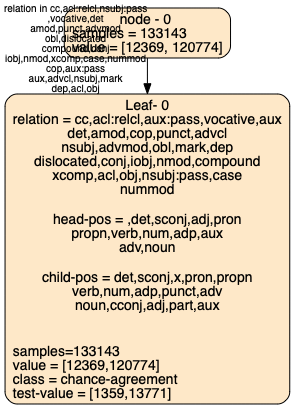 relation in cc,acl:relcl,nsubj:pass
,vocative,det
amod,punct,advmod
obl,dislocated
compound,conj
iobj,nmod,xcomp,case,nummod
cop,aux:pass
aux,advcl,nsubj,mark
dep,acl,obj
node - 0
samples = 133143
value = [12369, 120774]
Leaf- 0
relation = cc,acl:relcl,aux:pass,vocative,aux
det,amod,cop,punct,advcl
nsubj,advmod,obl,mark,dep
dislocated,conj,iobj,nmod,compound
xcomp,acl,obj,nsubj:pass,case
nummod
head-pos = ,det,sconj,adj,pron
propn,verb,num,adp,aux
adv,noun
child-pos = det,sconj,x,pron,propn
verb,num,adp,punct,adv
noun,cconj,adj,part,aux
samples=133143
value = [12369,120774]
class = chance-agreement
test-value = [1359,13771]